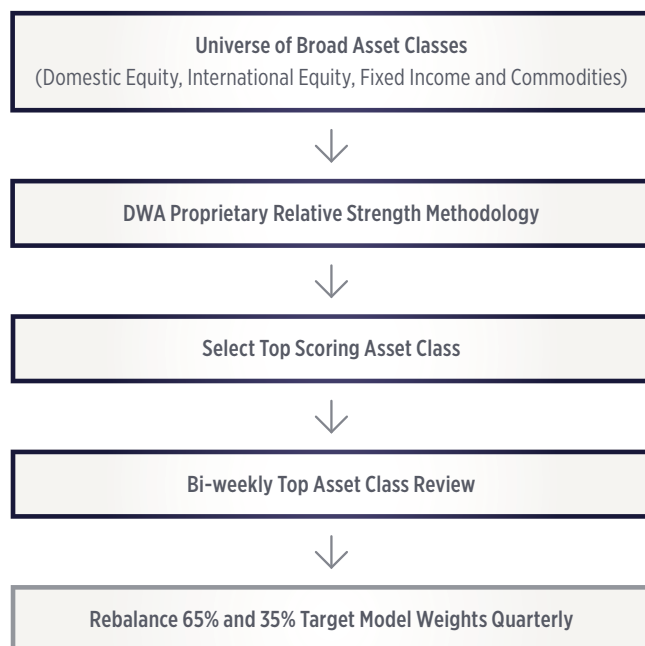 Universe of Broad Asset Classes
(Domestic Equity, International Equity, Fixed Income and Commodities)
DWA Proprietary Relative Strength Methodology
Select Top Scoring Asset Class
Bi-weekly Top Asset Class Review
Rebalance 65% and 35% Target Model Weights Quarterly